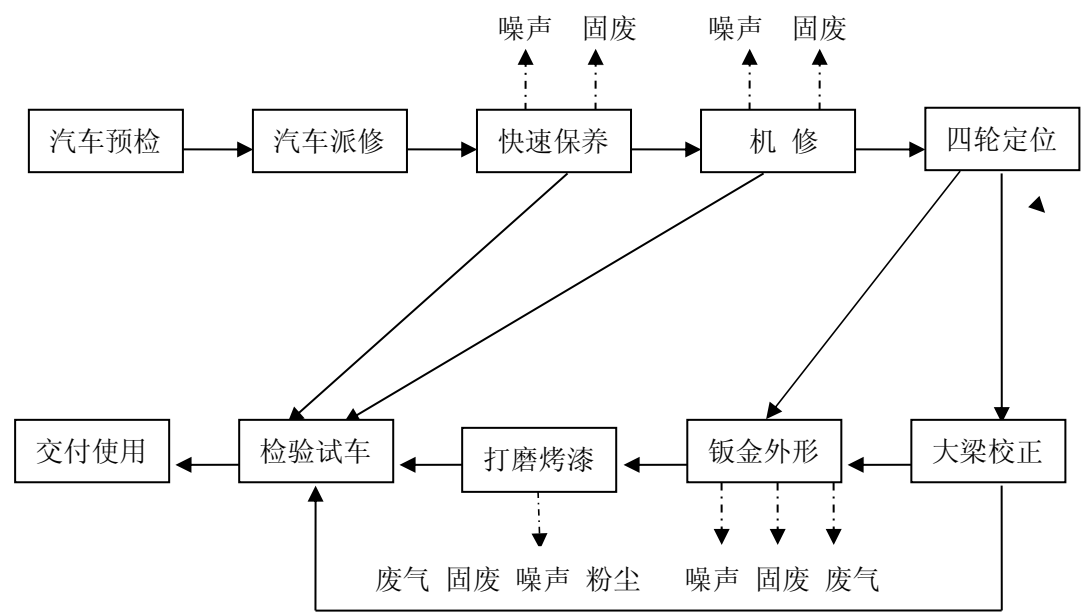 噪声 固废 噪声 固废
汽车预检 汽车派修 快速保养 机 修 四轮定位
交付使用 检验试车 打磨烤漆 钣金外形 大梁校正
废气 固废 噪声 粉尘 噪声 固废 废气